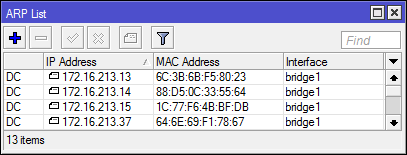 ARP List
Find
IP Address MAC Address Interface
DC 172.16.213.13 6C:3B:6B:F5:80:23 bridge1
DC 172.16.213.14 88:D5:0C:33:55:64 bridge1
DC 172.16.213.15 1C:77:F6:4B:BF:DB bridge1
DC 172.16.213.37 64:6E:69:F1:78:67 bridge1
13 items